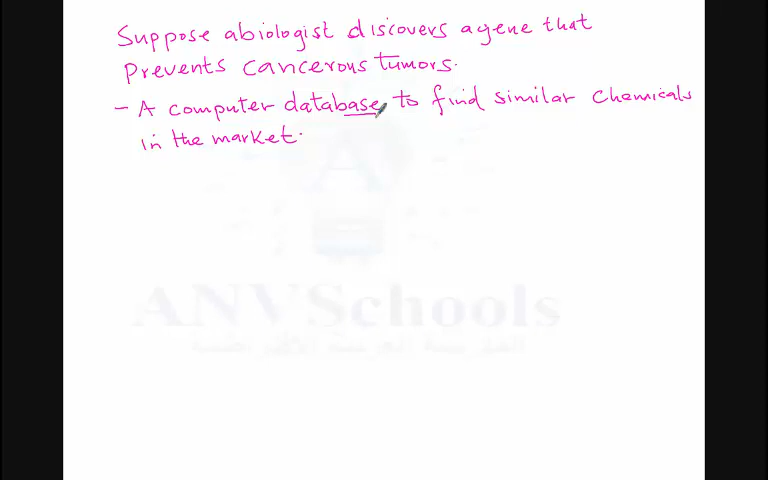 Suppose abiologist discovers agene that
prevents cancerous tumors.
- A computer database to find similar chemicals
in the market.
ANVSchools